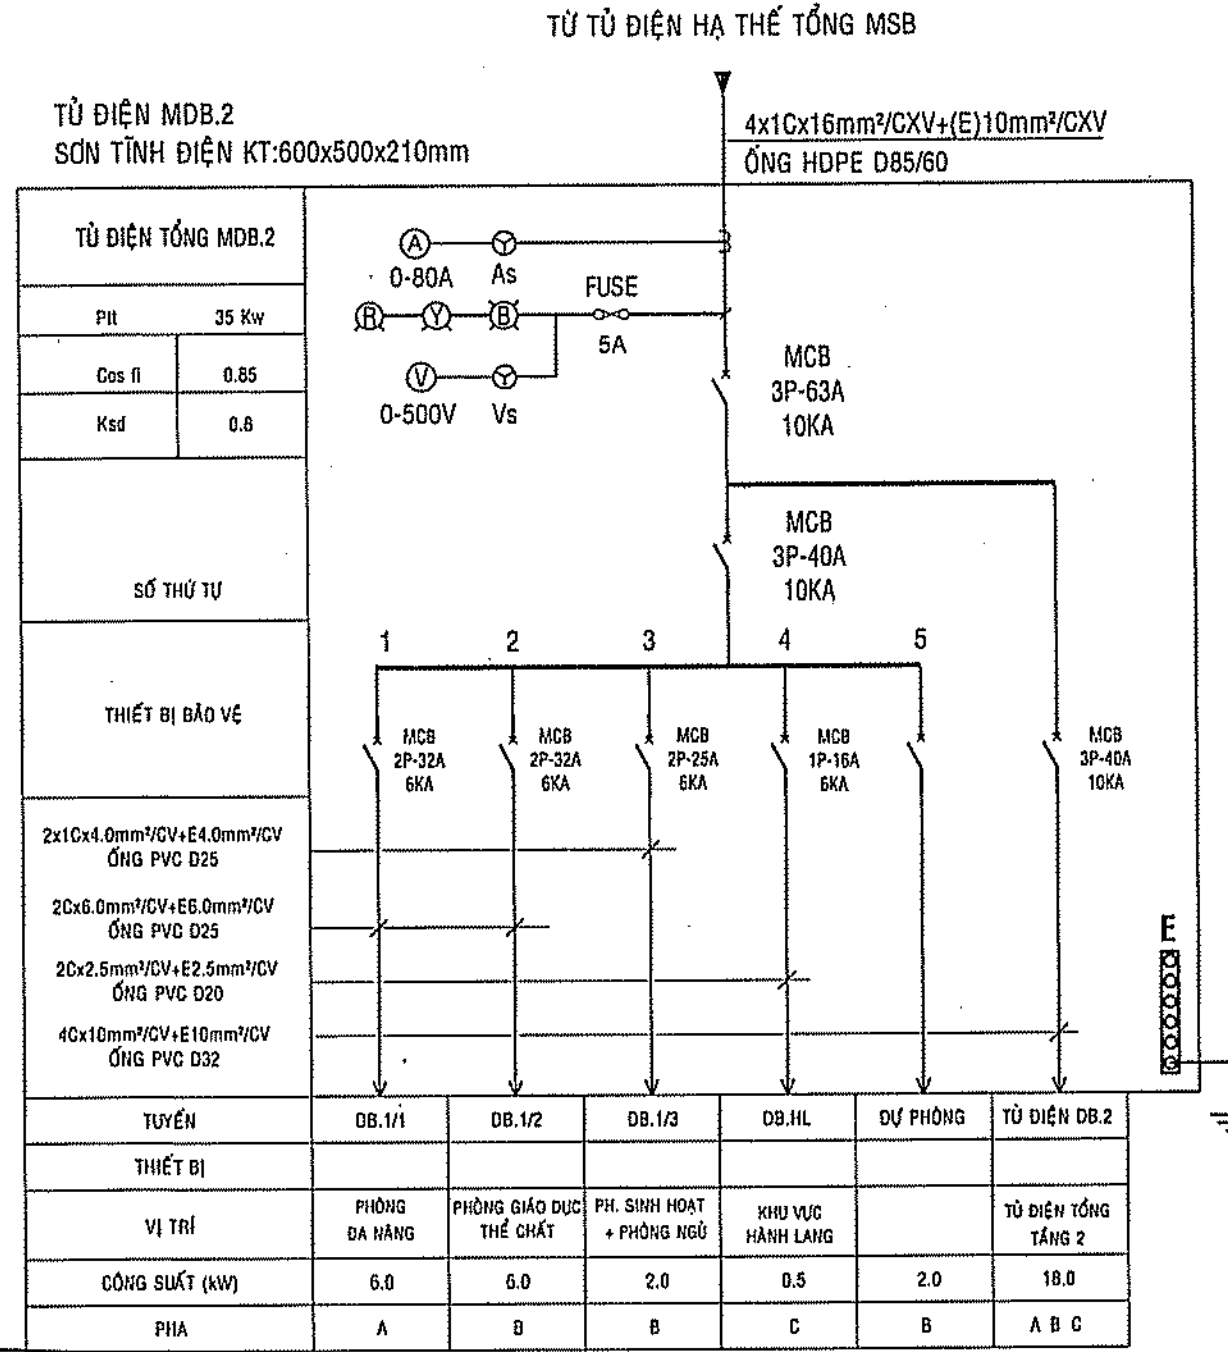 TỪ TỦ ĐIỆN HẠ THẾ TỔNG MSB
TỦ ĐIỆN MDB.2
SƠN TĨNH ĐIỆN KT:600x500x210mm
4x1Cx16mm²/CXV+(E)10mm²/CXV
ỐNG HDPE D85/60
TỦ ĐIỆN TỔNG MDB.2
Ptt 35 Kw
Cos fi 0.85
Ksd 0.8
SỐ THỨ TỰ
THIẾT BỊ BẢO VỆ
A
0-80A
As
R Y B
FUSE
5A
V
0-500V
Vs
MCB
3P-63A
10KA
MCB
3P-40A
10KA
1 2 3 4 5
MCB
2P-32A
6KA
MCB
2P-32A
6KA
MCB
2P-25A
6KA
MCB
1P-16A
6KA
MCB
3P-40A
10KA
2x1Cx4.0mm²/CV+E4.0mm²/CV
ỐNG PVC D25
2Cx6.0mm²/CV+E6.0mm²/CV
ỐNG PVC D25
2Cx2.5mm²/CV+E2.5mm²/CV
ỐNG PVC D20
4Cx10mm²/CV+E10mm²/CV
ỐNG PVC D32
E
TUYẾN DB.1/1 DB.1/2 DB.1/3 DB.HL DỰ PHÒNG TỦ ĐIỆN DB.2
THIẾT BỊ
VỊ TRÍ
PHÒNG
ĐA NĂNG
PHÒNG GIÁO DỤC
THỂ CHẤT
PH. SINH HOẠT
+ PHÒNG NGỦ
KHU VỰC
HÀNH LANG
TỦ ĐIỆN TỔNG
TẦNG 2
CÔNG SUẤT (kW) 6.0 6.0 2.0 0.5 2.0 18.0
PHA A B B C B A B C